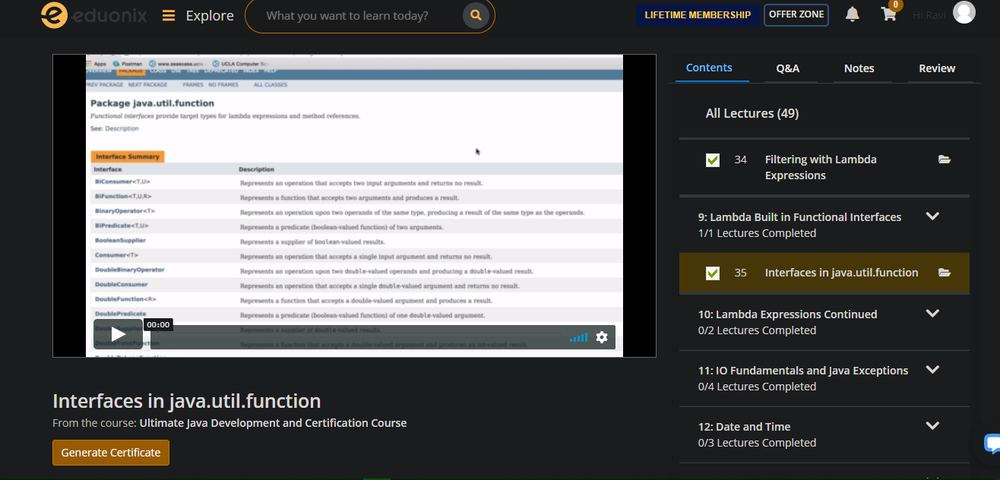 eduonix
Explore
What you want to learn today?
LIFETIME MEMBERSHIP
OFFER ZONE
0
Hi Ravi
Apps Postman www.seascasa.ucla. UCLA Computer
OVERVIEW PACKAGE CLASS USE TREE DEPRECATED INDEX HELP
PREV PACKAGE NEXT PACKAGE FRAMES NO FRAMES ALL CLASSES
Package java.util.function
Functional interfaces provide target types for lambda expressions and method references.
See: Description
Interface Summary
Interface Description
BiConsumer<T,U> Represents an operation that accepts two input arguments and returns no result.
BiFunction<T,U,R> Represents a function that accepts two arguments and produces a result.
BinaryOperator<T> Represents an operation upon two operands of the same type, producing a result of the same type as the operands.
BiPredicate<T,U> Represents a predicate (boolean-valued function) of two arguments.
BooleanSupplier Represents a supplier of boolean-valued results.
Consumer<T> Represents an operation that accepts a single input argument and returns no result.
DoubleBinaryOperator Represents an operation upon two double-valued operands and producing a double-valued result.
DoubleConsumer Represents an operation that accepts a single double-valued argument and returns no result.
DoubleFunction<R> Represents a function that accepts a double-valued argument and produces a result.
DoublePredicate Represents a predicate (boolean-valued function) of one double-valued argument.
DoubleSupplier Represents a supplier of double-valued results.
DoubleToIntFunction Represents a function that accepts a double-valued argument and produces an int-valued result.
00:00
Interfaces in java.util.function
From the course: Ultimate Java Development and Certification Course
Generate Certificate
Contents Q&A Notes Review
All Lectures (49)
34 Filtering with Lambda
Expressions
9: Lambda Built in Functional Interfaces
1/1 Lectures Completed
35 Interfaces in java.util.function
10: Lambda Expressions Continued
0/2 Lectures Completed
11: IO Fundamentals and Java Exceptions
0/4 Lectures Completed
12: Date and Time
0/3 Lectures Completed